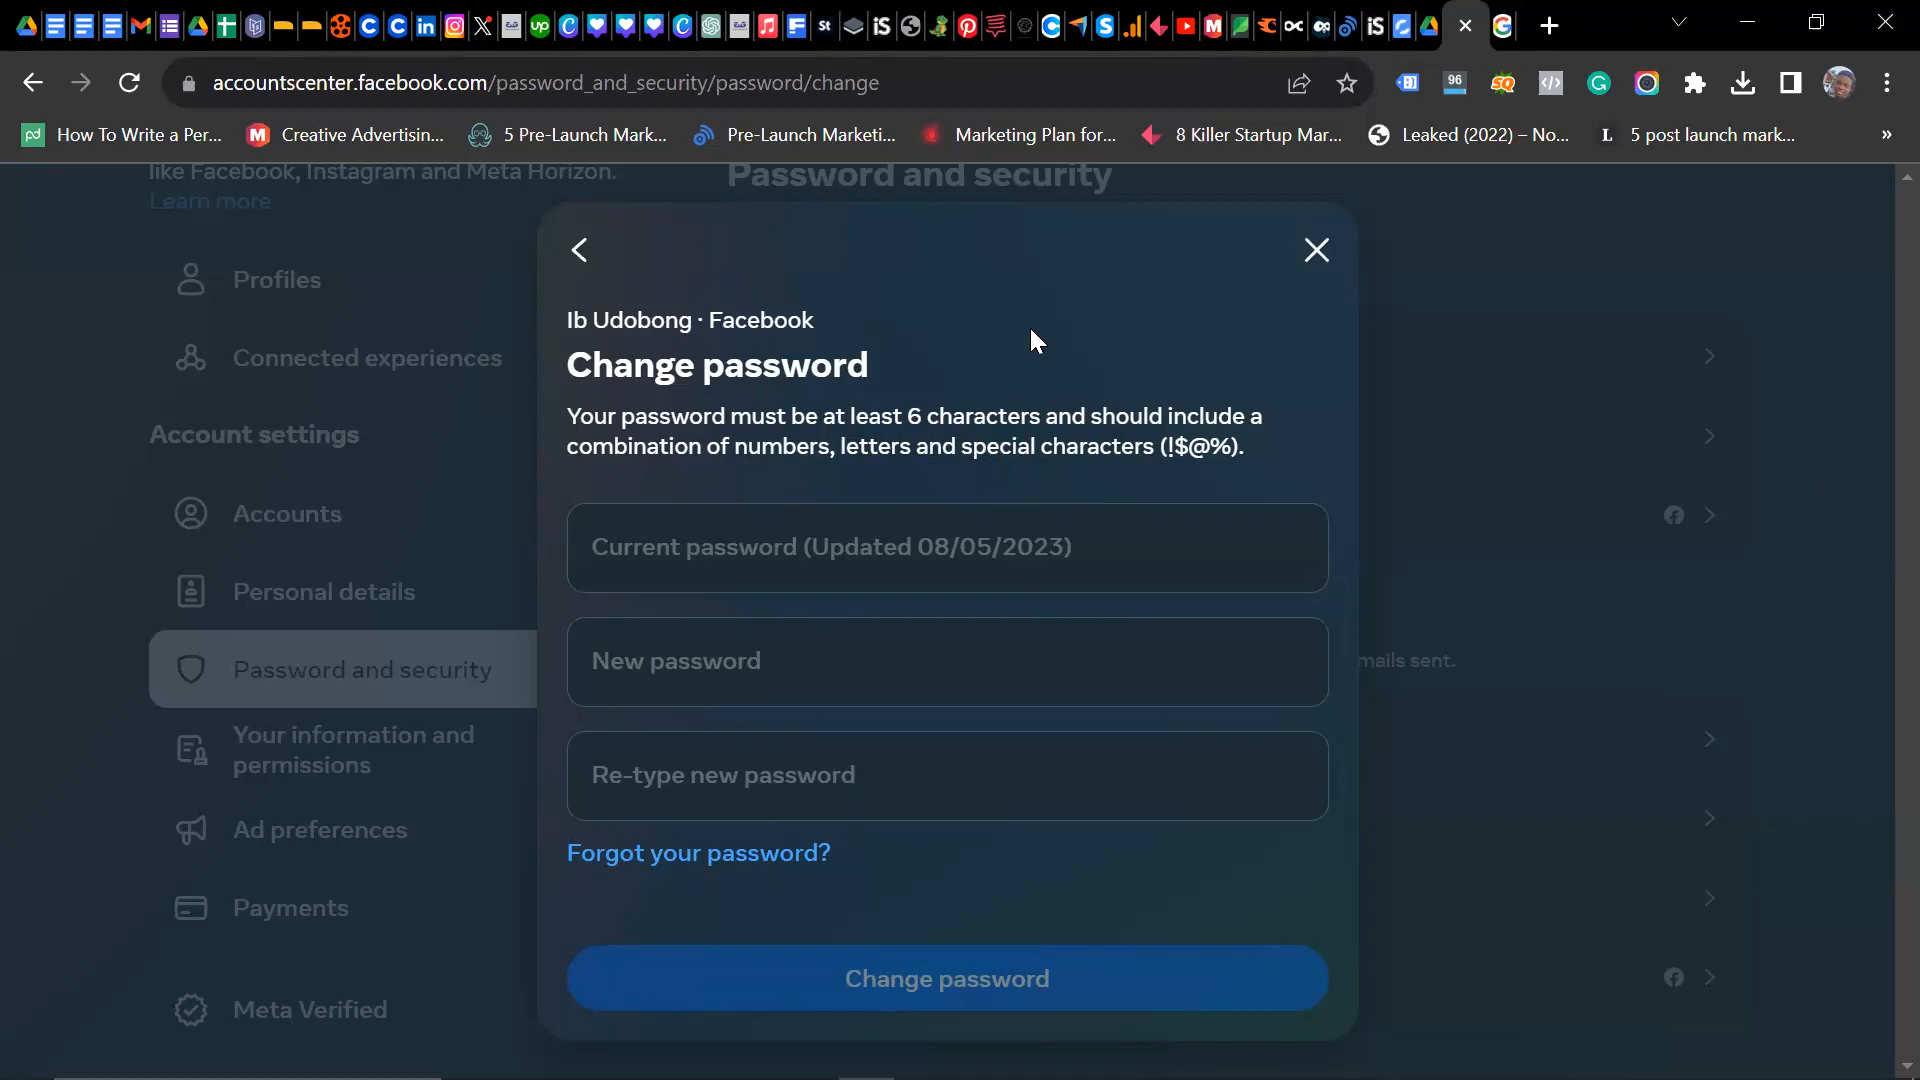 accountscenter.facebook.com/password_and_security/password/change
96
How To Write a Per...
Creative Advertisin...
5 Pre-Launch Mark...
Pre-Launch Marketi...
Marketing Plan for...
8 Killer Startup Mar...
Leaked (2022) – No...
L 5 post launch mark...
»
like Facebook, Instagram and Meta Horizon.
Learn more
Password and security
Profiles
Connected experiences
Account settings
Accounts
Personal details
Password and security
Your information and
permissions
Ad preferences
Payments
Meta Verified
Ib Udobong · Facebook
Change password
Your password must be at least 6 characters and should include a
combination of numbers, letters and special characters (!$@%).
Current password (Updated 08/05/2023)
New password
Re-type new password
Forgot your password?
Change password
mails sent.